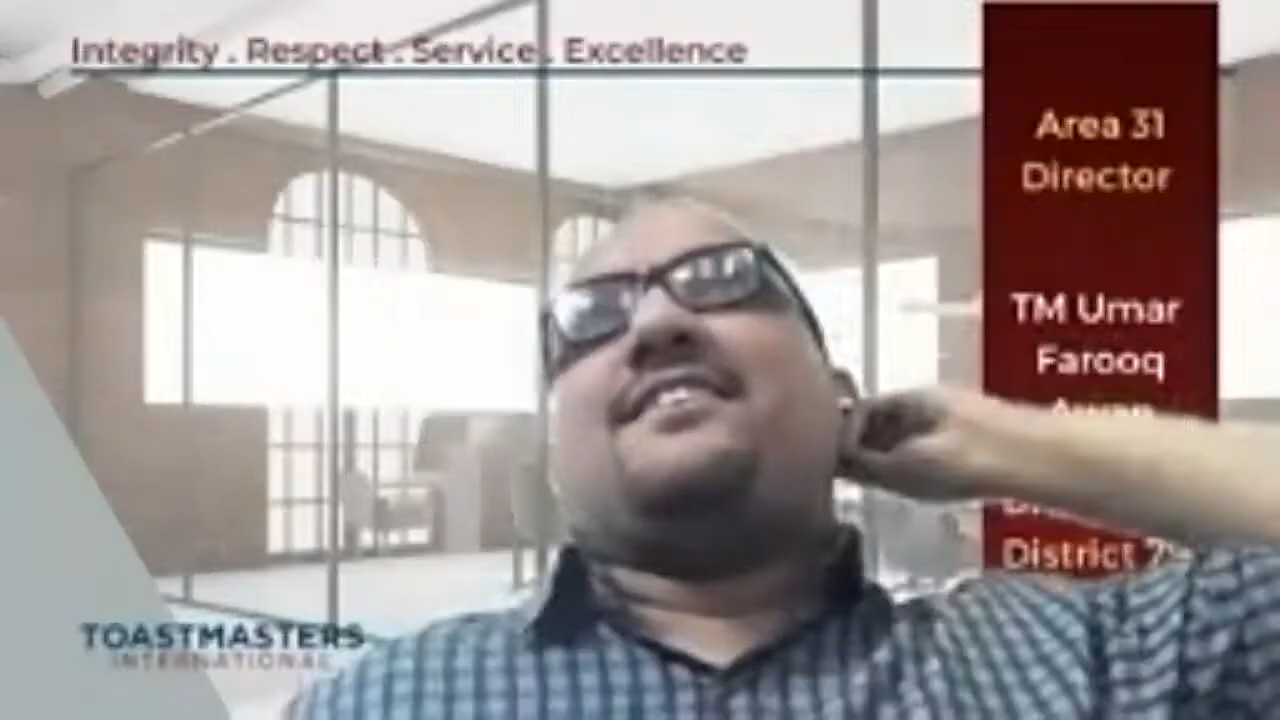 Integrity . Respect . Service . Excellence
Area 31
Director
TM Umar
Farooq
District
TOASTMASTERS
INTERNATIONAL